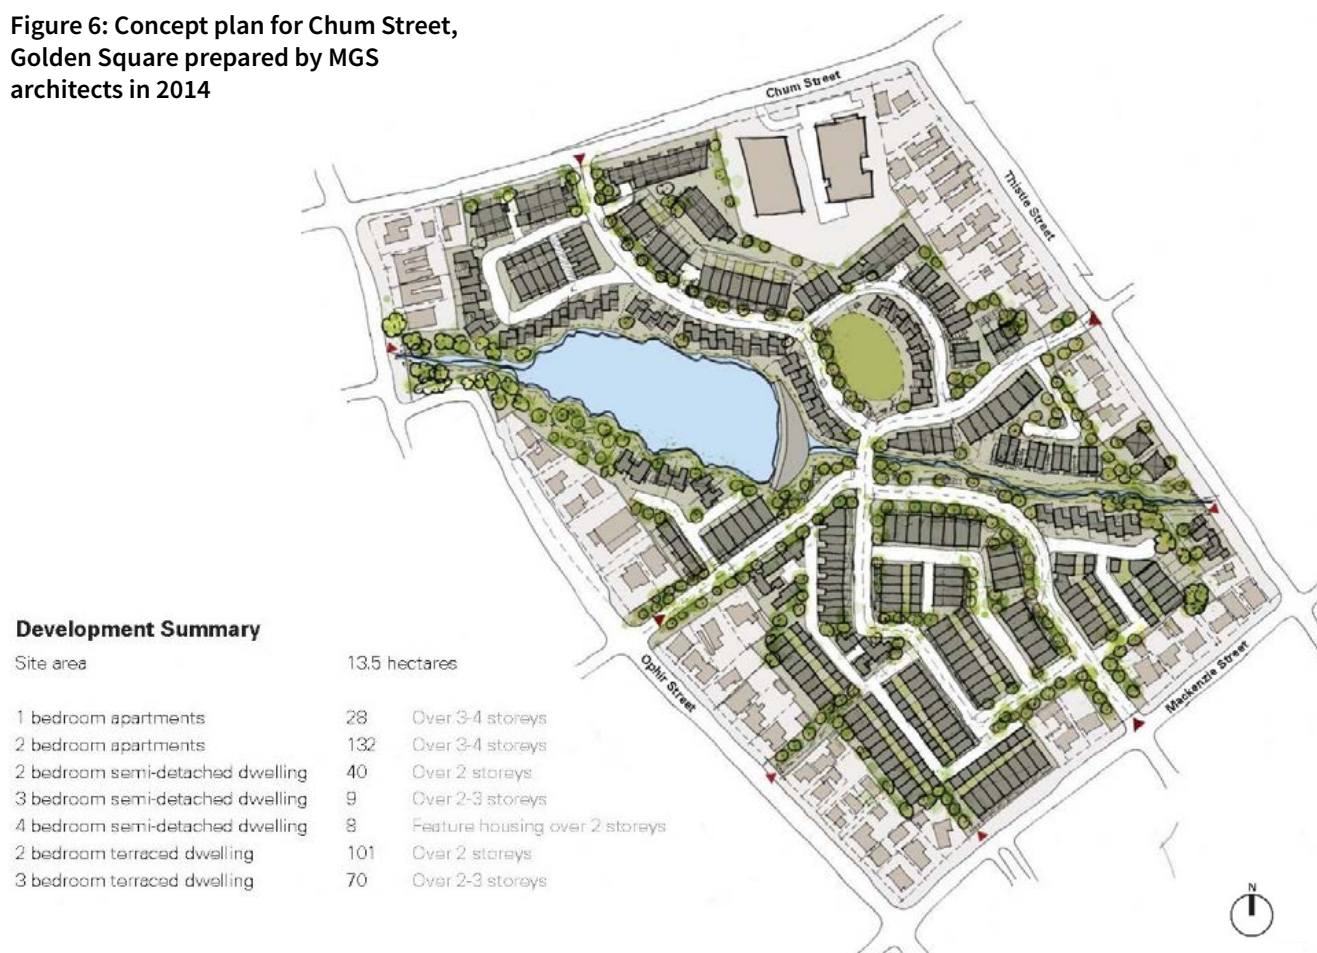 Figure 6: Concept plan for Chum Street,
Golden Square prepared by MGS
architects in 2014
Chum Street
Thistle Street
Ophir Street
Mackenzie Street
Development Summary
Site area 13.5 hectares
1 bedroom apartments 28 Over 3-4 storeys
2 bedroom apartments 132 Over 3-4 storeys
2 bedroom semi-detached dwelling 40 Over 2 storeys
3 bedroom semi-detached dwelling 9 Over 2-3 storeys
4 bedroom semi-detached dwelling 8 Feature housing over 2 storeys
2 bedroom terraced dwelling 101 Over 2 storeys
3 bedroom terraced dwelling 70 Over 2-3 storeys
N